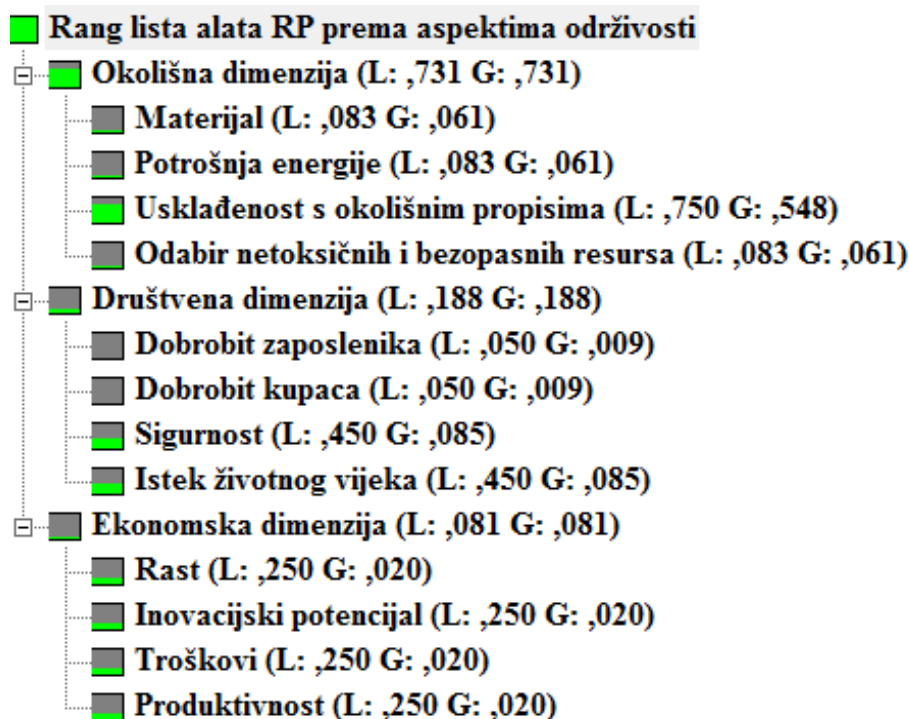 Rang lista alata RP prema aspektima održivosti
Okolišna dimenzija (L: ,731 G: ,731)
Materijal (L: ,083 G: ,061)
Potrošnja energije (L: ,083 G: ,061)
Usklađenost s okolišnim propisima (L: ,750 G: ,548)
Odabir netoksičnih i bezopasnih resursa (L: ,083 G: ,061)
Društvena dimenzija (L: ,188 G: ,188)
Dobrobit zaposlenika (L: ,050 G: ,009)
Dobrobit kupaca (L: ,050 G: ,009)
Sigurnost (L: ,450 G: ,085)
Istek životnog vijeka (L: ,450 G: ,085)
Ekonomska dimenzija (L: ,081 G: ,081)
Rast (L: ,250 G: ,020)
Inovacijski potencijal (L: ,250 G: ,020)
Troškovi (L: ,250 G: ,020)
Produktivnost (L: ,250 G: ,020)